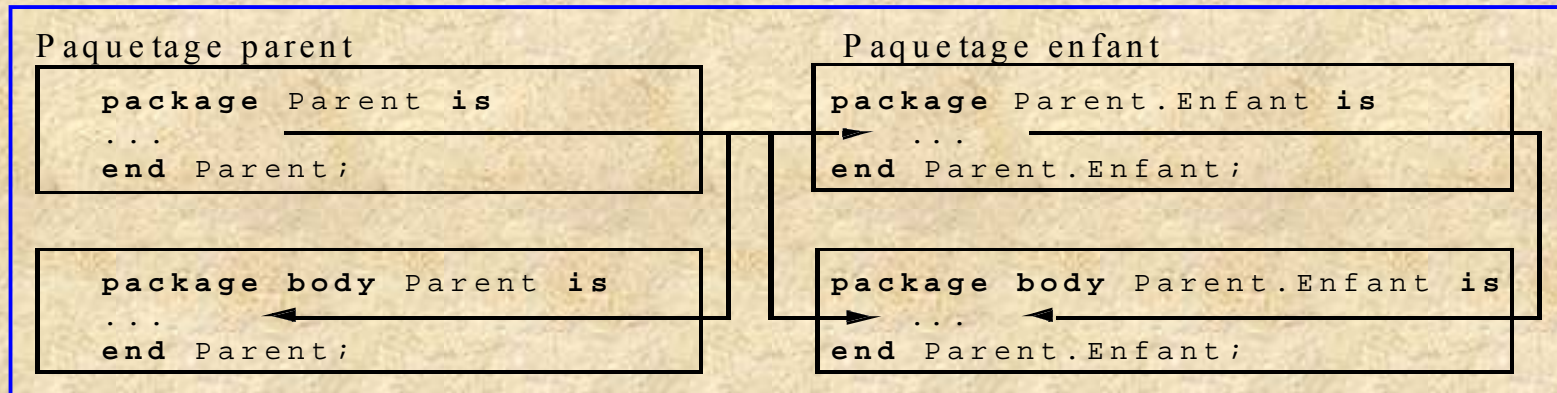 Paquetage parent
package Parent is
...
end Parent;
package body Parent is
...
end Parent;
Paquetage enfant
package Parent.Enfant is
...
end Parent.Enfant;
package body Parent.Enfant is
...
end Parent.Enfant;